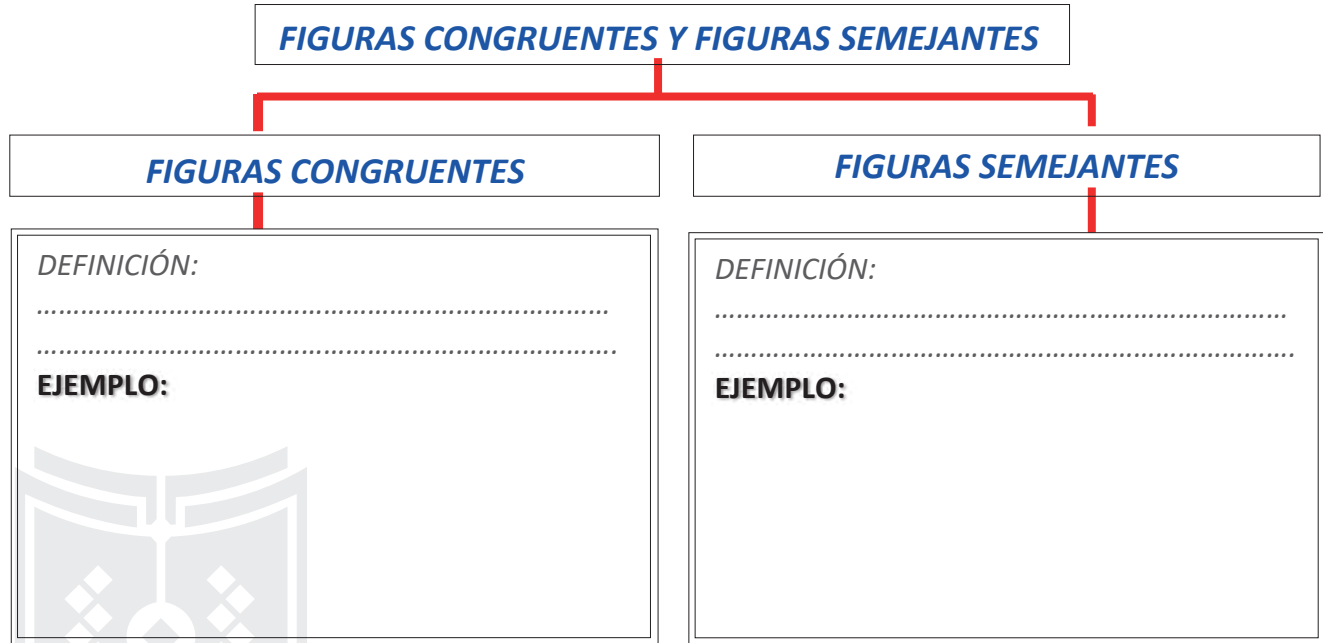 FIGURAS CONGRUENTES Y FIGURAS SEMEJANTES
FIGURAS CONGRUENTES
FIGURAS SEMEJANTES
DEFINICIÓN:
……………………………………………………………………
…………………………………………………………………….
EJEMPLO:
DEFINICIÓN:
……………………………………………………………………
…………………………………………………………………….
EJEMPLO: